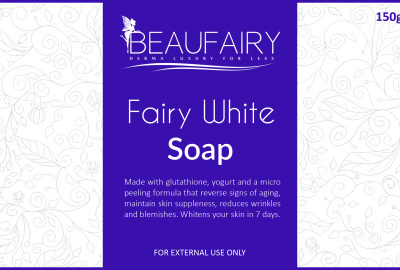 150g
BEAUFAIRY
DERMA LUXURY FOR LESS
Fairy White
Soap
Made with glutathione, yogurt and a micro
peeling formula that reverse signs of aging,
maintain skin suppleness, reduces wrinkles
and blemishes. Whitens your skin in 7 days.
FOR EXTERNAL USE ONLY